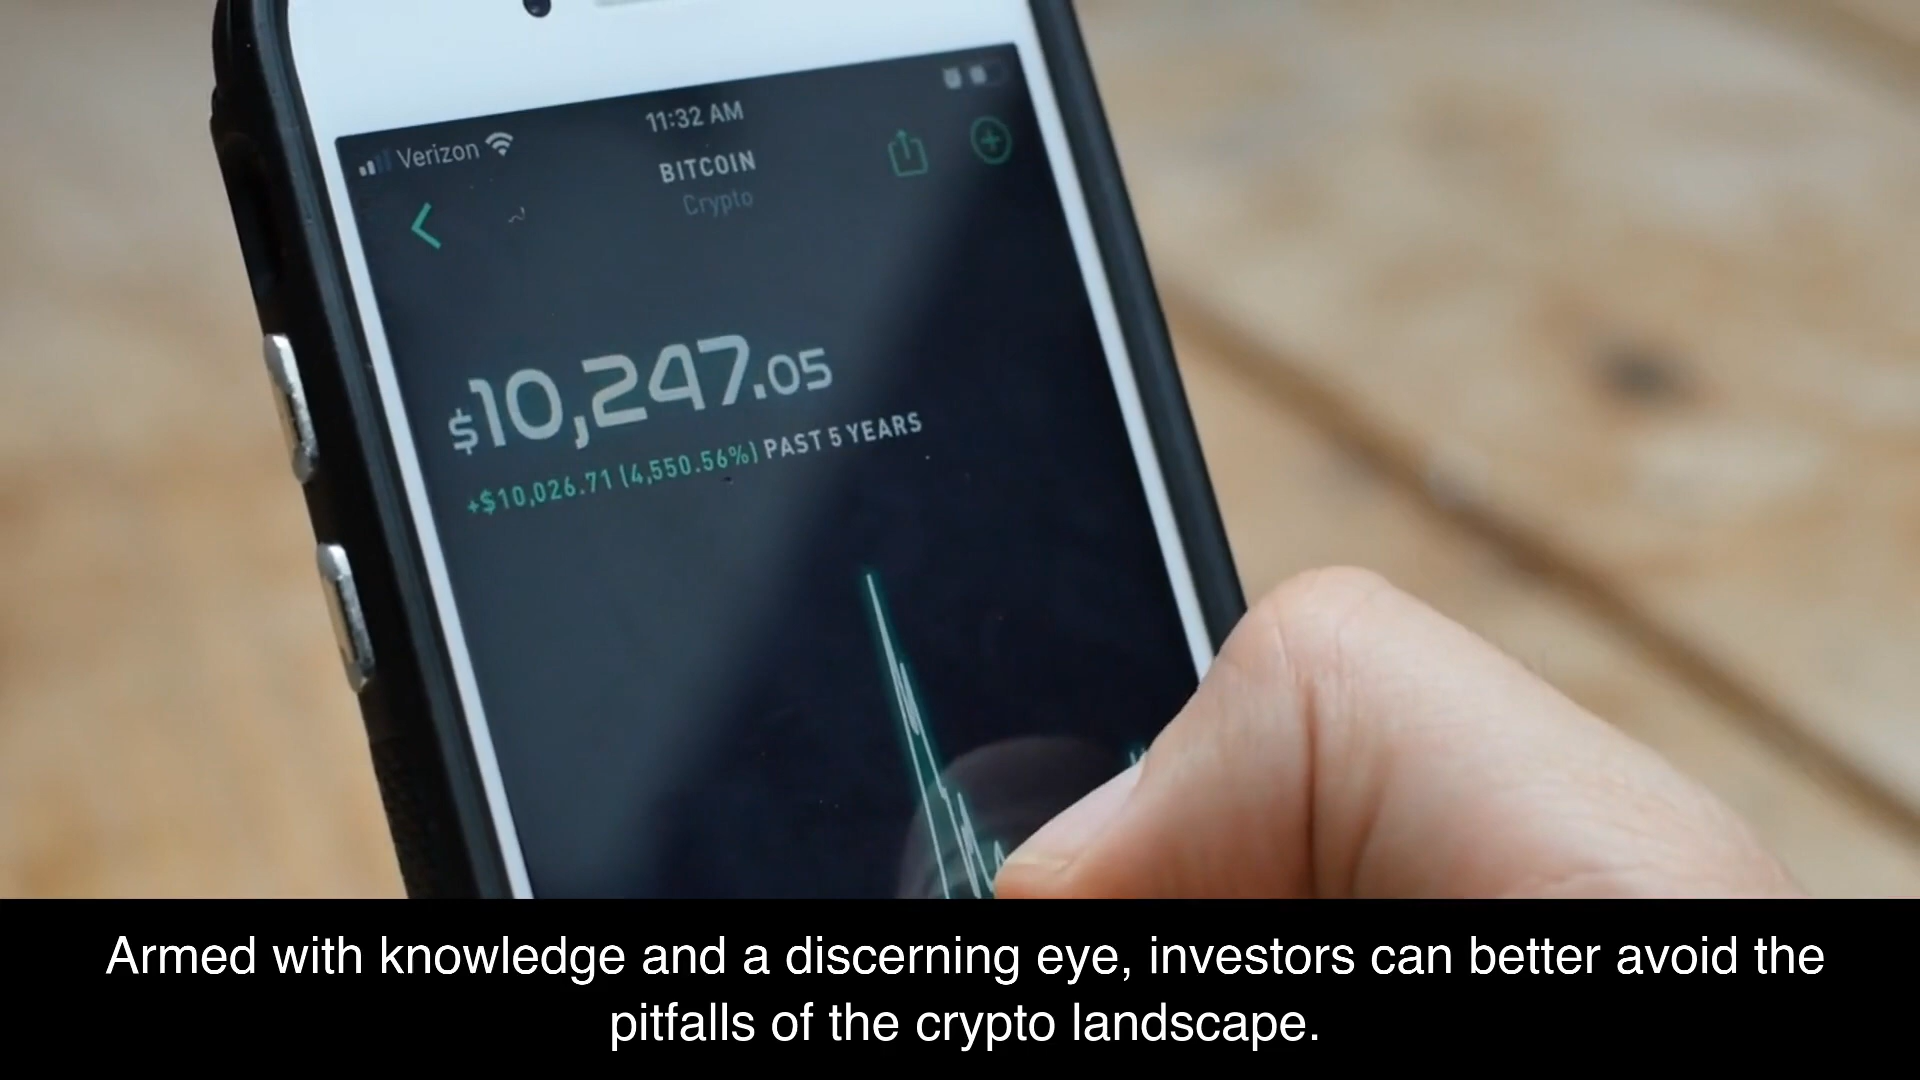 11:32 AM
Verizon
BITCOIN
Crypto
$10,247.05
+$10,026.71 (4,550.56%) PAST 5 YEARS
Armed with knowledge and a discerning eye, investors can better avoid the
pitfalls of the crypto landscape.